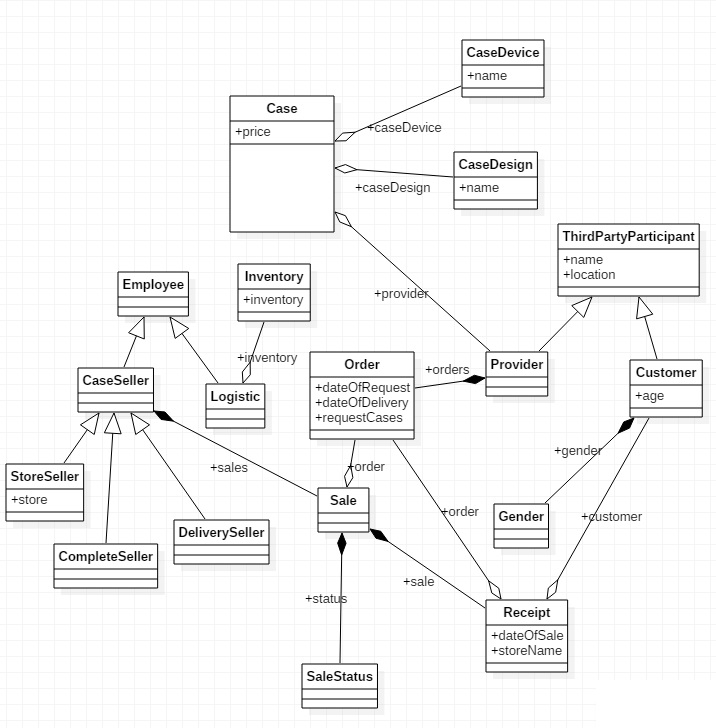 CaseDevice
+name
Case
+price
+caseDevice
CaseDesign
+name
+caseDesign
ThirdPartyParticipant
+name
+location
Employee
Inventory
+inventory
+provider
+inventory
CaseSeller
Logistic
Order
+dateOfRequest
+dateOfDelivery
+requestCases
+orders
Provider
Customer
+age
+gender
StoreSeller
+store
+sales
+order
Sale
+order
Gender
+customer
CompleteSeller
DeliverySeller
+status
+sale
Receipt
+dateOfSale
+storeName
SaleStatus